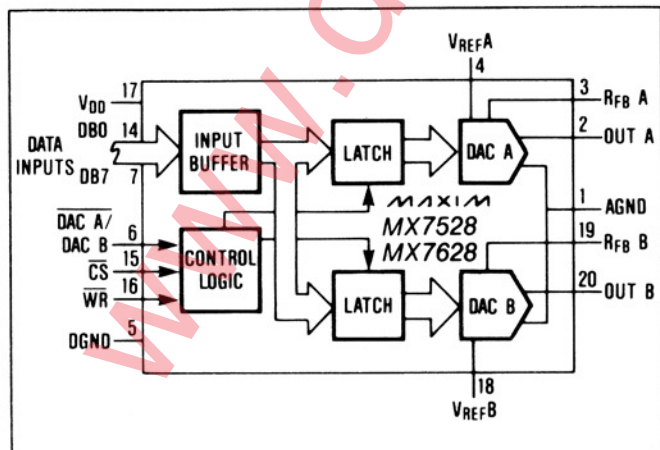 VREFA
4
17
VDD
3
RFB A
DB0 14
2
OUT A
DATA INPUTS
INPUT BUFFER
LATCH
DAC A
DB7 7
1
AGND
MAXIM
MX7528
MX7628
DAC A/
DAC B
6
19
RFB B
CS
15
CONTROL LOGIC
WR
16
20
OUT B
LATCH
DAC B
DGND
5
18
VREFB
www.d